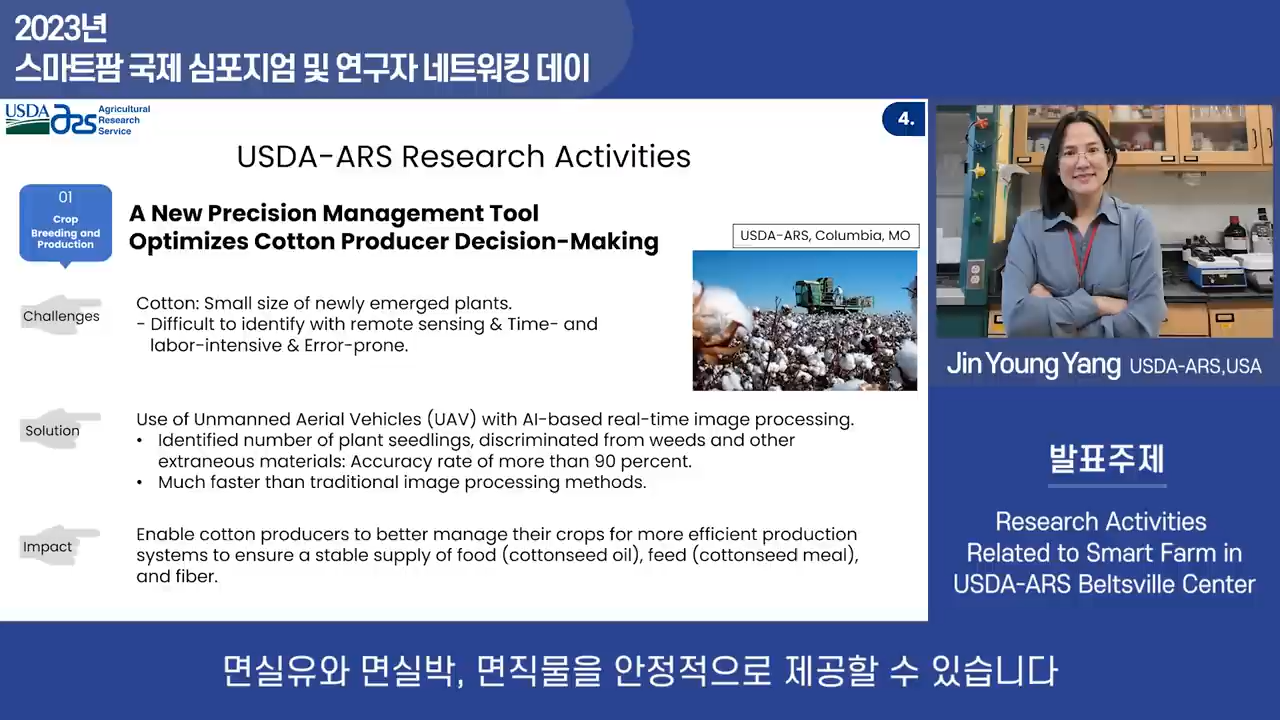 2023년
스마트팜 국제 심포지엄 및 연구자 네트워킹 데이
USDA ars Agricultural
Research
Service
4.
USDA-ARS Research Activities
01
Crop
Breeding and
Production
A New Precision Management Tool
Optimizes Cotton Producer Decision-Making
USDA-ARS, Columbia, MO
Challenges
Cotton: Small size of newly emerged plants.
- Difficult to identify with remote sensing & Time- and
labor-intensive & Error-prone.
Solution
Use of Unmanned Aerial Vehicles (UAV) with AI-based real-time image processing.
• Identified number of plant seedlings, discriminated from weeds and other
extraneous materials: Accuracy rate of more than 90 percent.
• Much faster than traditional image processing methods.
Impact
Enable cotton producers to better manage their crops for more efficient production
systems to ensure a stable supply of food (cottonseed oil), feed (cottonseed meal),
and fiber.
Jin Young Yang USDA-ARS,USA
발표주제
Research Activities
Related to Smart Farm in
USDA-ARS Beltsville Center
면실유와 면실박, 면직물을 안정적으로 제공할 수 있습니다